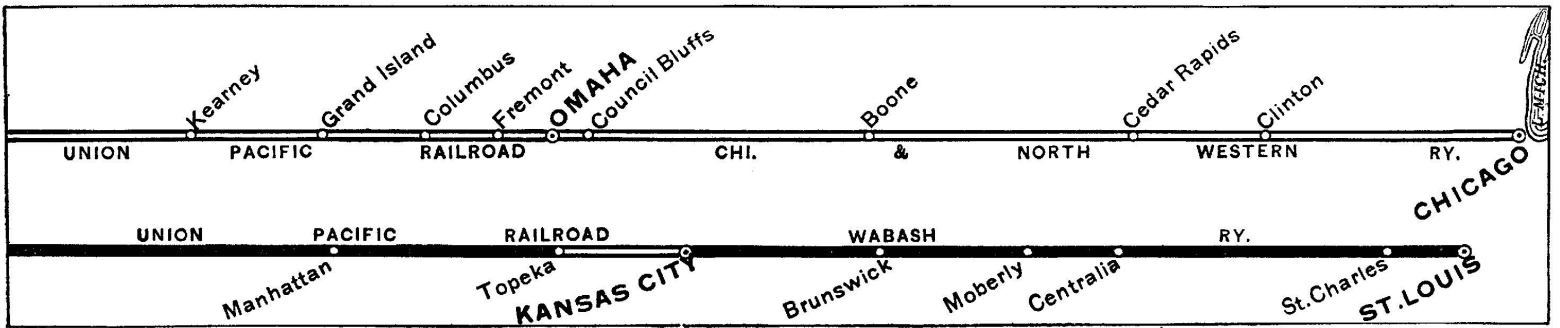 Kearney
Grand Island
Columbus
Fremont
OMAHA
Council Bluffs
Boone
Cedar Rapids
Clinton
L. MICH.
UNION PACIFIC RAILROAD CHI. & NORTH WESTERN RY.
CHICAGO
UNION PACIFIC RAILROAD WABASH RY.
Manhattan
Topeka
KANSAS CITY
Brunswick
Moberly
Centralia
St. Charles
ST. LOUIS